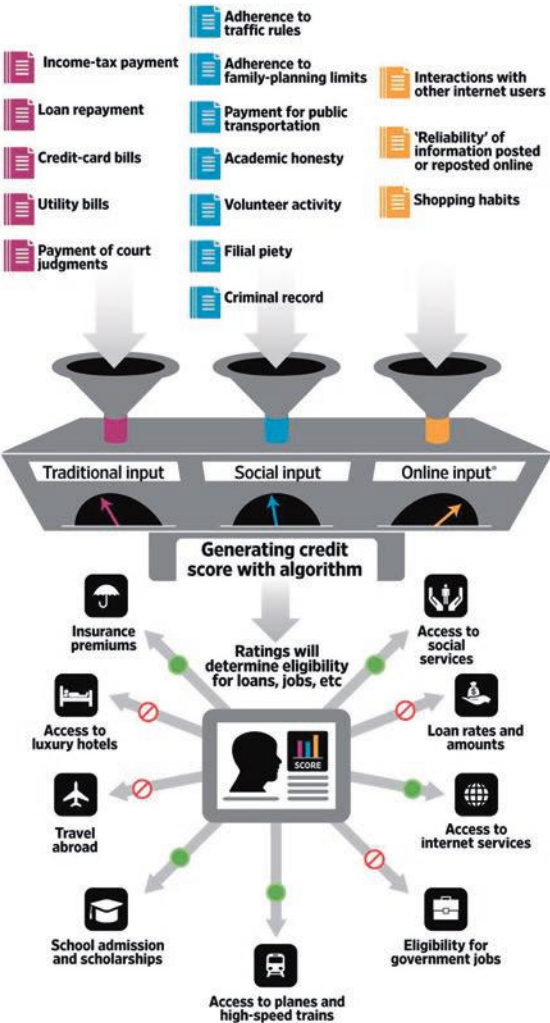 Income-tax payment
Loan repayment
Credit-card bills
Utility bills
Payment of court
judgments
Adherence to
traffic rules
Adherence to
family-planning limits
Payment for public
transportation
Academic honesty
Volunteer activity
Filial piety
Criminal record
Interactions with
other internet users
'Reliability' of
information posted
or reposted online
Shopping habits
Traditional input
Social input
Online input*
Generating credit
score with algorithm
Ratings will
determine eligibility
for loans, jobs, etc
SCORE
Insurance
premiums
Access to
luxury hotels
Travel
abroad
School admission
and scholarships
Access to planes and
high-speed trains
Access to
social
services
Loan rates and
amounts
Access to
internet services
Eligibility for
government jobs